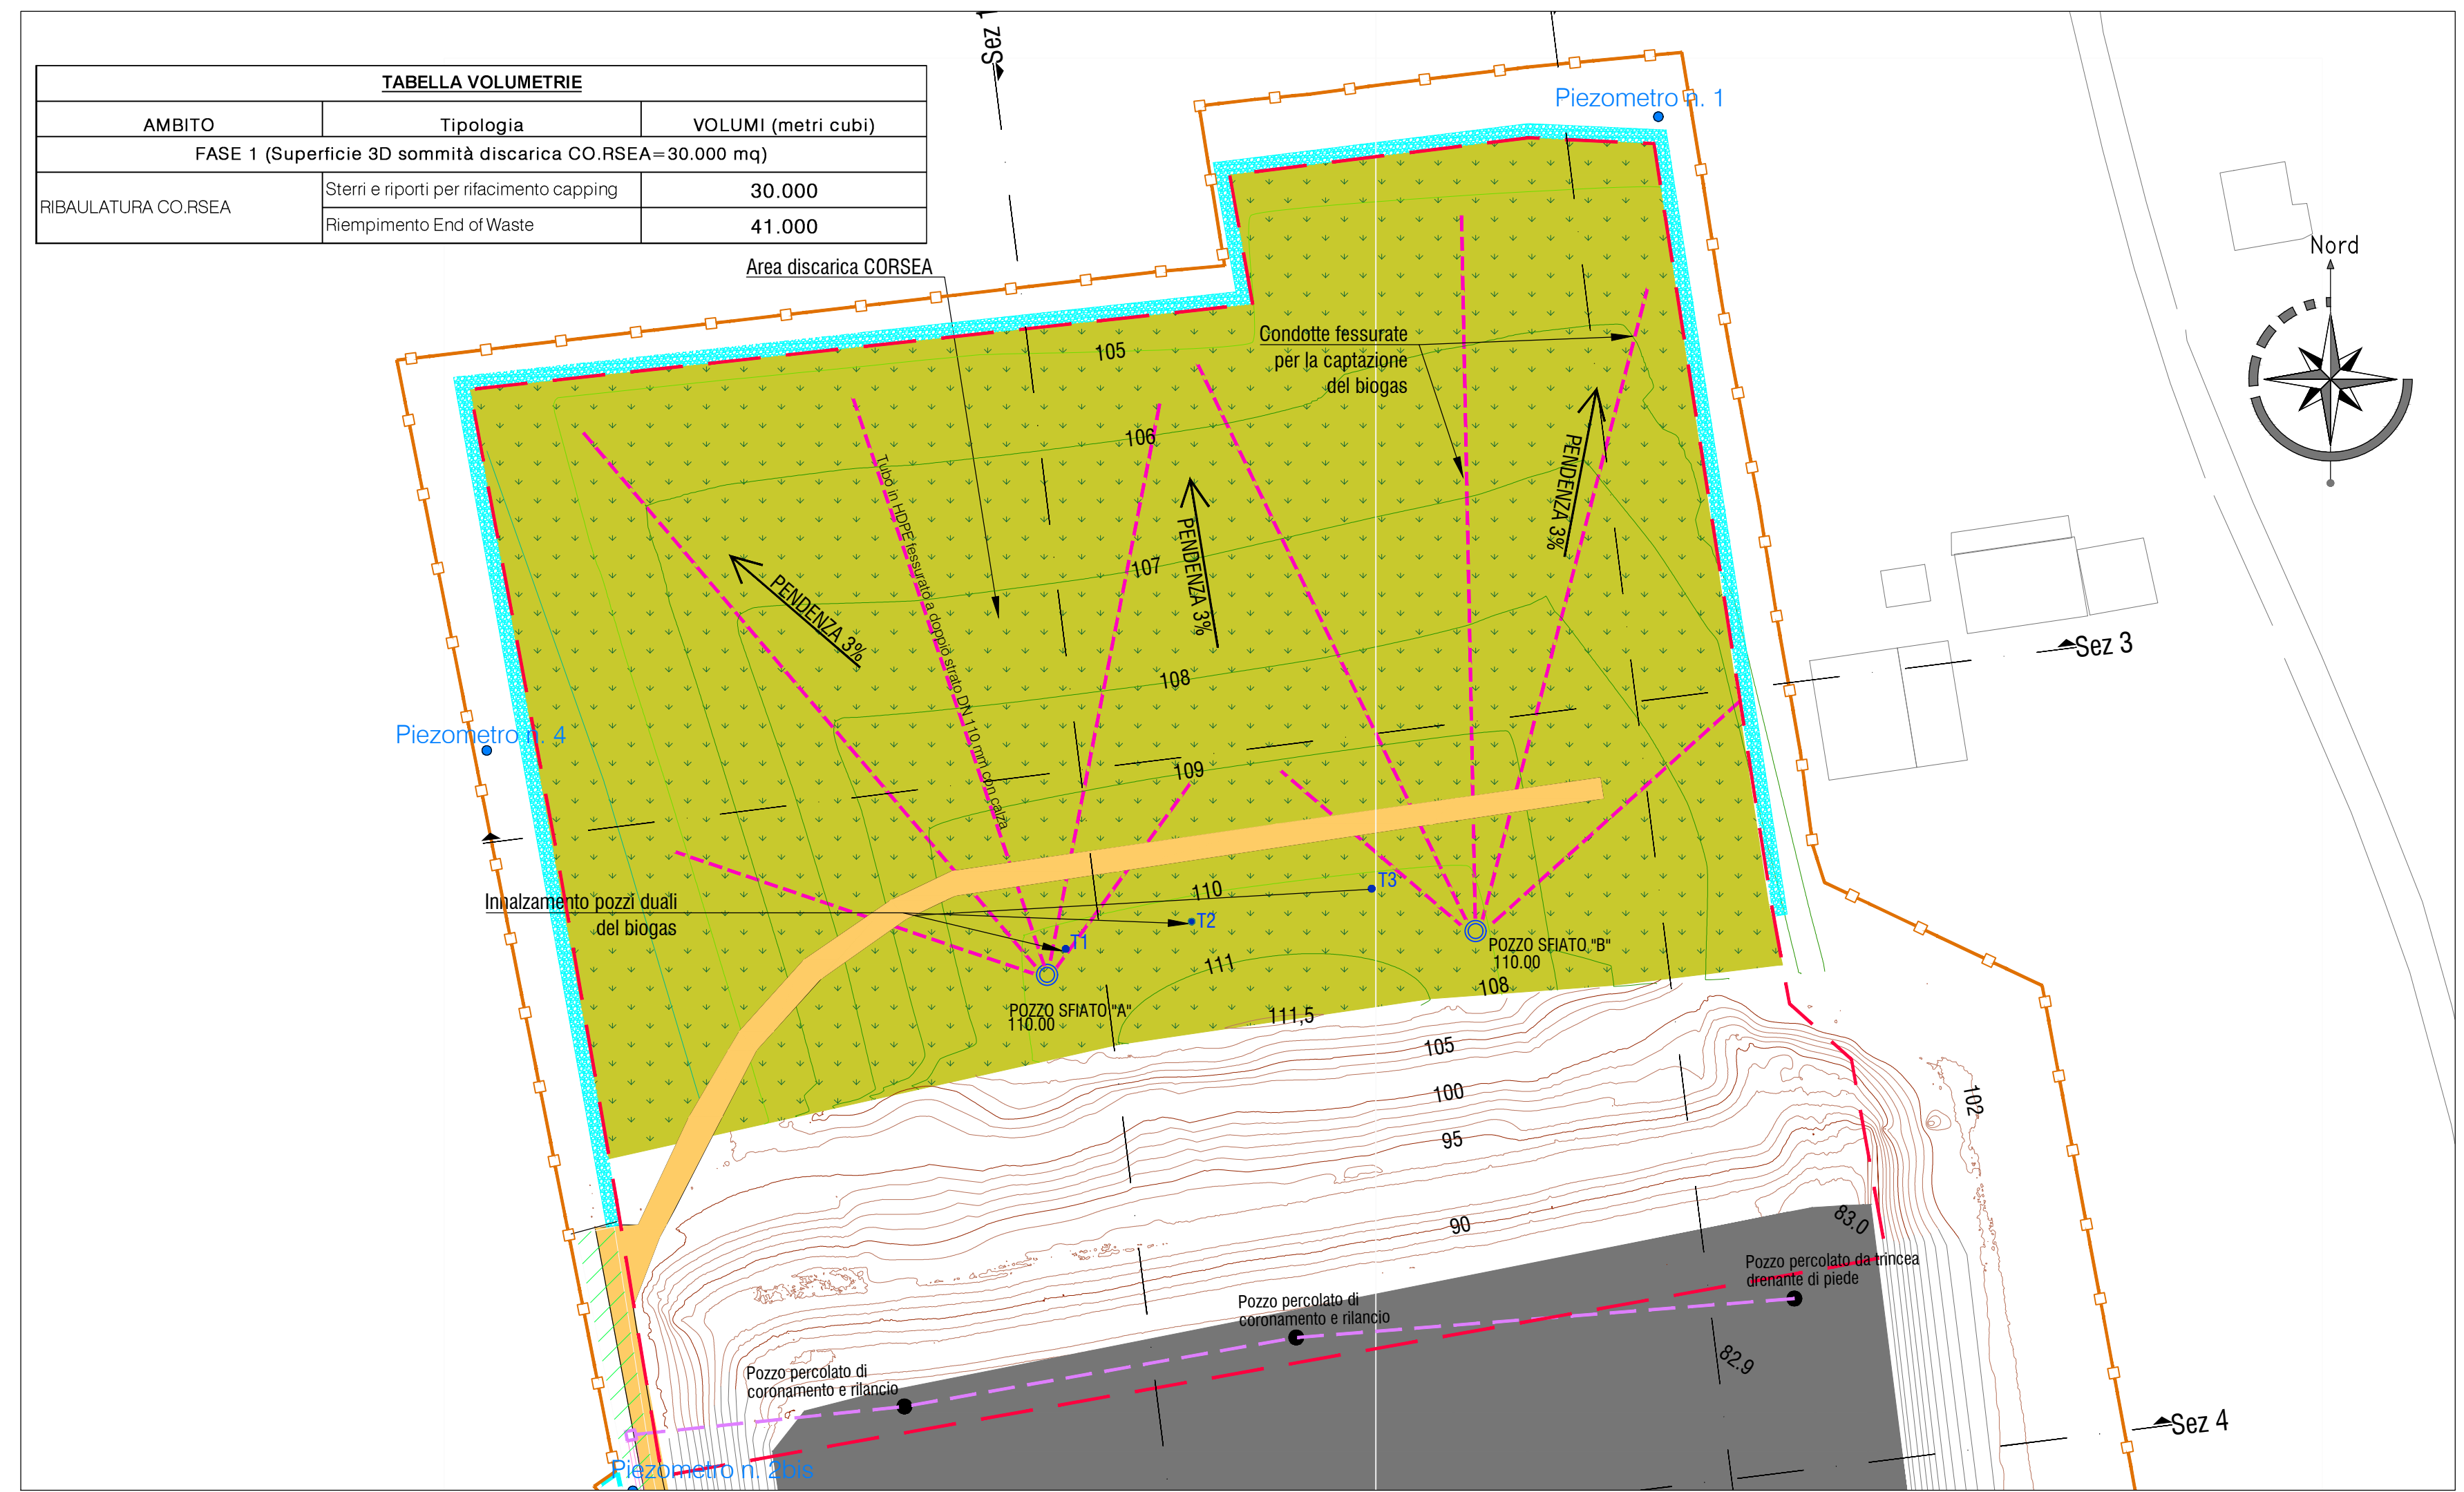 Sez
TABELLA VOLUMETRIE
AMBITO Tipologia VOLUMI (metri cubi)
FASE 1 (Superficie 3D sommità discarica CO.RSEA=30.000 mq)
RIBAULATURA CO.RSEA
Sterri e riporti per rifacimento capping 30.000
Riempimento End of Waste 41.000
Piezometro n. 1
Nord
Area discarica CORSEA
Condotte fessurate
per la captazione
del biogas
105
106
107
108
109
110
111
111,5
108
Tubo in HDPE fessurato a doppio strato DN 110 mm con calza
PENDENZA 3%
PENDENZA 3%
PENDENZA 3%
Sez 3
Piezometro n. 4
Innalzamento pozzi duali
del biogas
T1
T2
T3
POZZO SFIATO "A"
110.00
POZZO SFIATO "B"
110.00
105
100
95
90
102
83.0
82.9
Pozzo percolato da trincea
drenante di piede
Pozzo percolato di
coronamento e rilancio
Pozzo percolato di
coronamento e rilancio
Sez 4
Piezometro n. 2bis